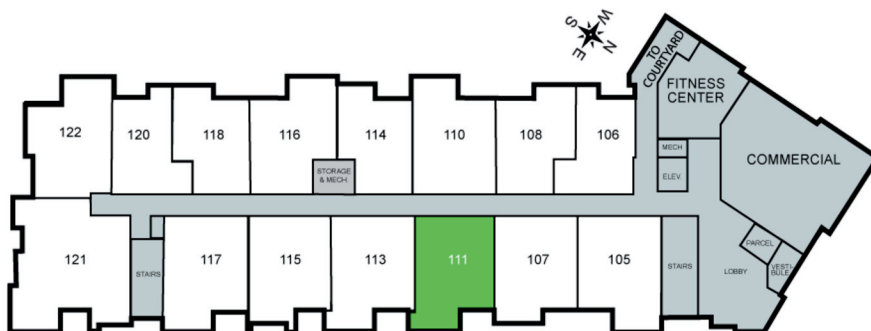 W
S
N
E
TO
COURTYARD
FITNESS
CENTER
122
120
118
116
114
110
108
106
MECH
COMMERCIAL
STORAGE
& MECH.
ELEV
121
STAIRS
117
115
113
111
107
105
STAIRS
LOBBY
PARCEL
VESTI-
BULE